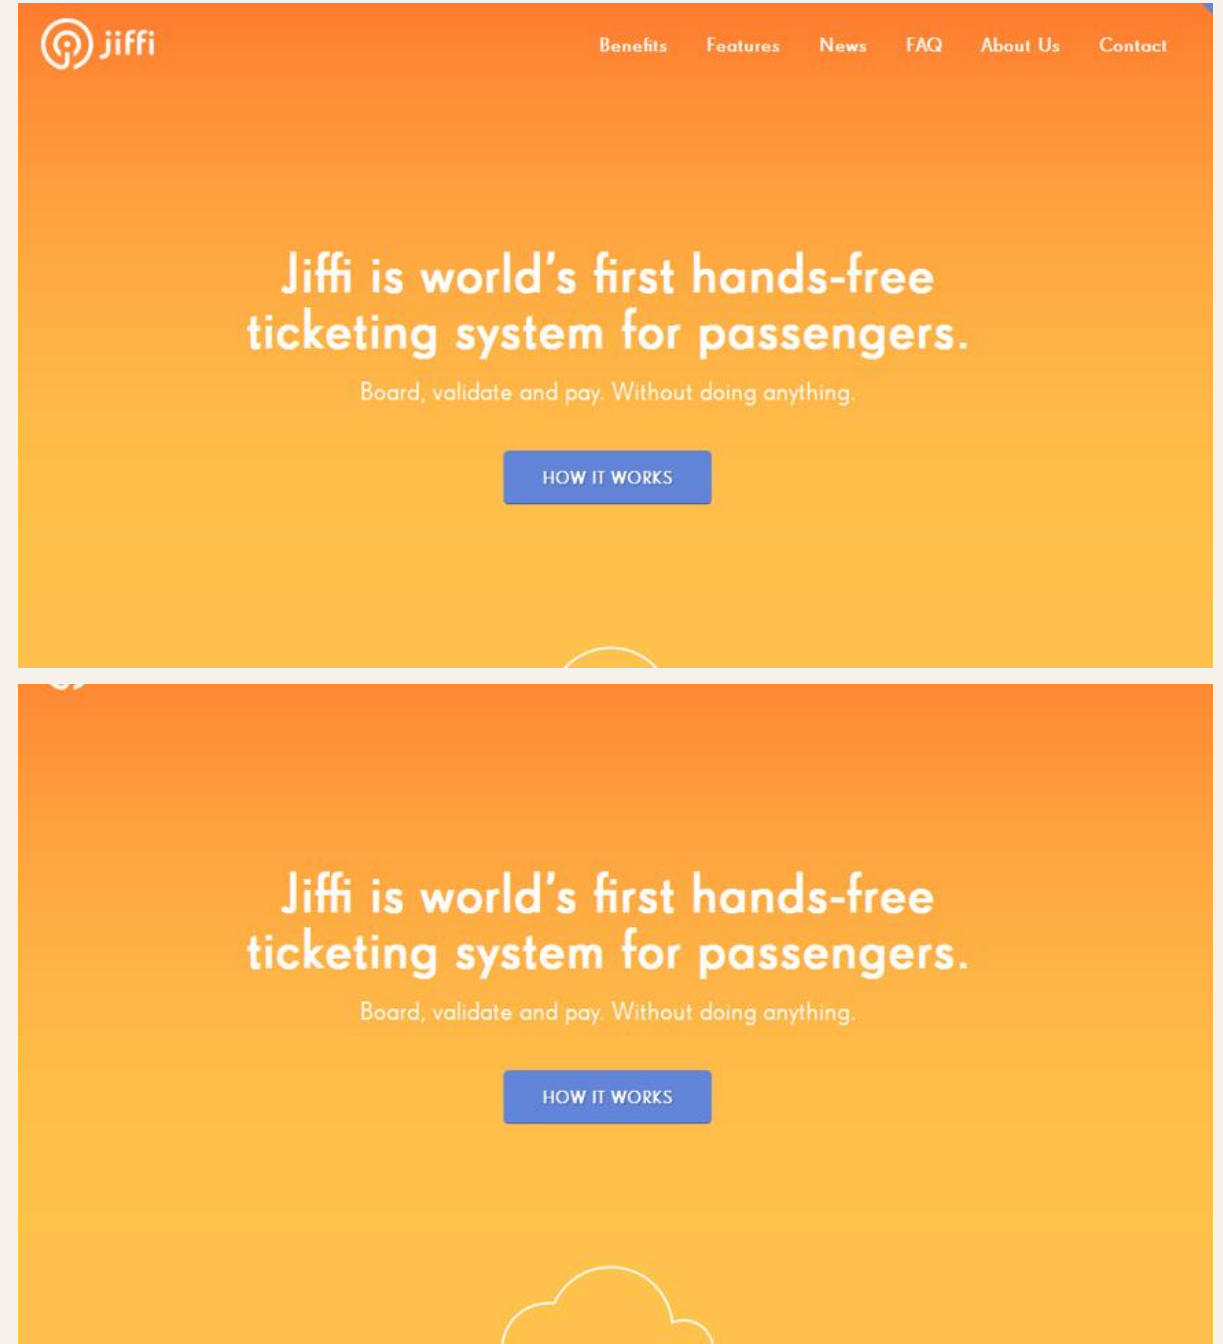 jiffi
Benefits Features News FAQ About Us Contact
Jiffi is world's first hands-free
ticketing system for passengers.
Board, validate and pay. Without doing anything.
HOW IT WORKS
Jiffi is world's first hands-free
ticketing system for passengers.
Board, validate and pay. Without doing anything.
HOW IT WORKS